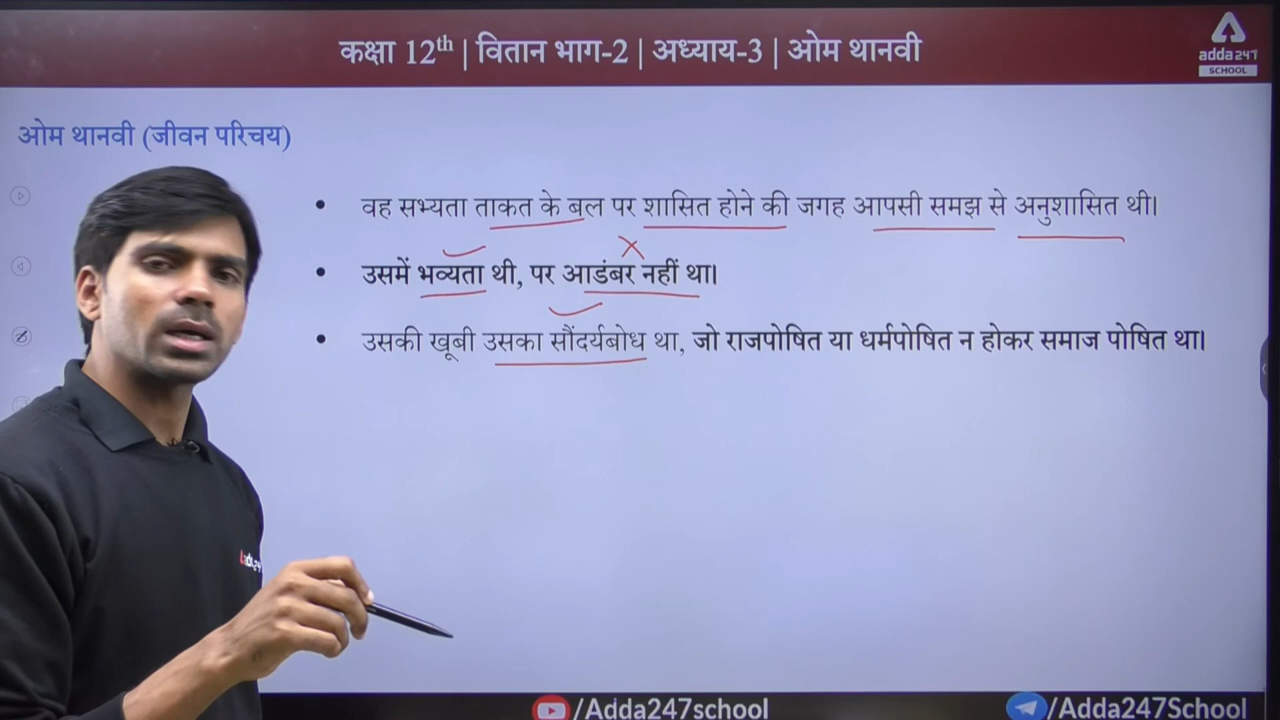 कक्षा 12th | वितान भाग-2 | अध्याय-3 | ओम थानवी
adda247
SCHOOL
ओम थानवी (जीवन परिचय)
• वह सभ्यता ताकत के बल पर शासित होने की जगह आपसी समझ से अनुशासित थी।
• उसमें भव्यता थी, पर आडंबर नहीं था।
• उसकी खूबी उसका सौंदर्यबोध था, जो राजपोषित या धर्मपोषित न होकर समाज पोषित था।
/Adda247school
/Adda247School